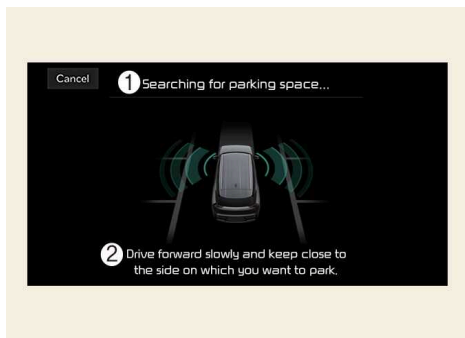 Cancel
1 Searching for parking space...
2 Drive forward slowly and keep close to
the side on which you want to park.